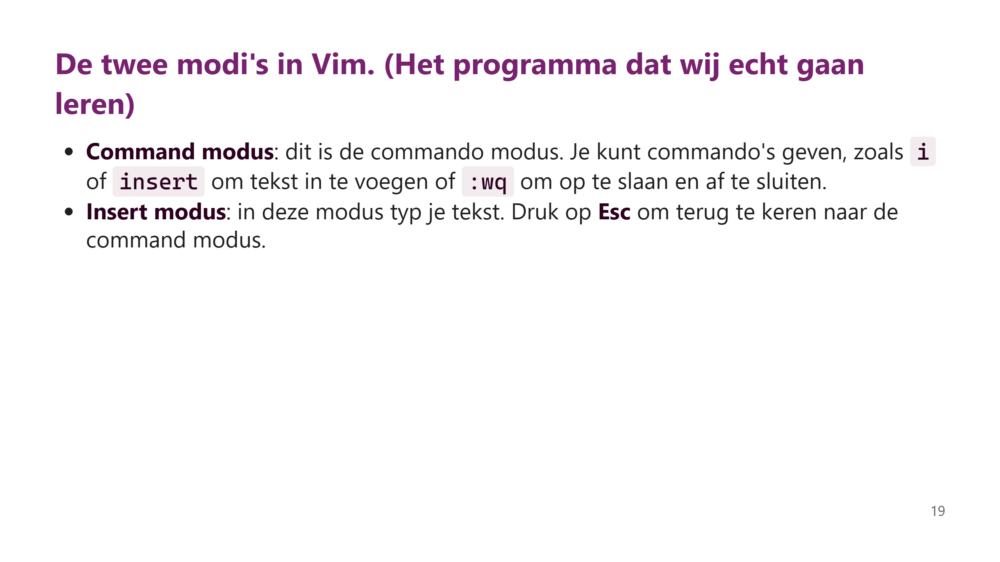 De twee modi's in Vim. (Het programma dat wij echt gaan
leren)
• Command modus: dit is de commando modus. Je kunt commando's geven, zoals i
of insert om tekst in te voegen of :wq om op te slaan en af te sluiten.
• Insert modus: in deze modus typ je tekst. Druk op Esc om terug te keren naar de
command modus.
19